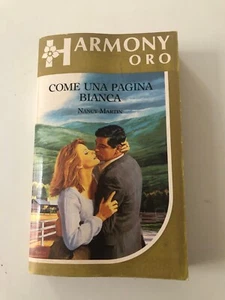 HARMONY
ORO
COME UNA PAGINA
BIANCA
NANCY MARTIN